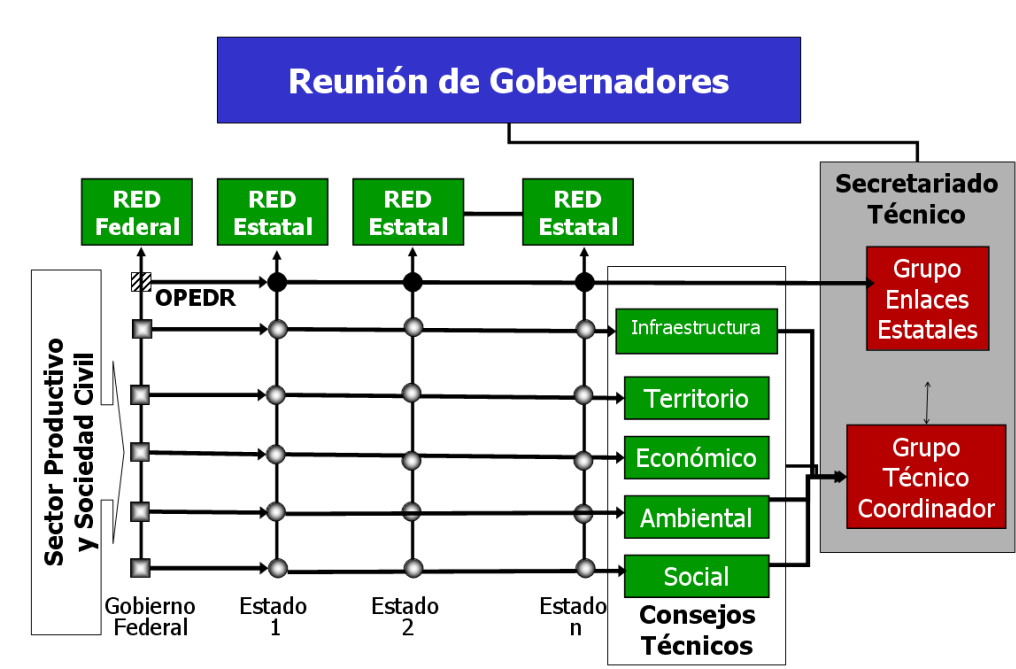 Reunión de Gobernadores
RED
Federal
RED
Estatal
RED
Estatal
RED
Estatal
Secretariado
Técnico
Grupo
Enlaces
Estatales
Grupo
Técnico
Coordinador
OPEDR
Sector Productivo
y Sociedad Civil
Infraestructura
Territorio
Económico
Ambiental
Social
Consejos
Técnicos
Gobierno
Federal
Estado
1
Estado
2
Estado
n